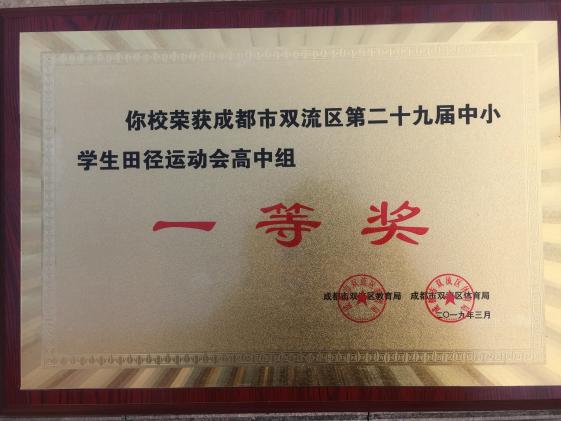 你校荣获成都市双流区第二十九届中小
学生田径运动会高中组
一等奖
成都市双流区教育局 成都市双流区体育局
二〇一九年三月